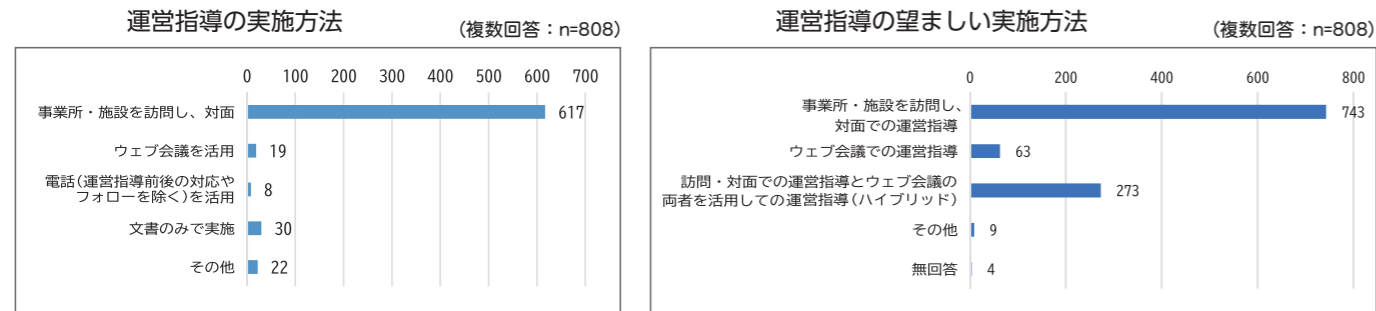 運営指導の実施方法
(複数回答：n=808)
0 100 200 300 400 500 600 700
事業所・施設を訪問し、対面
617
ウェブ会議を活用
19
電話(運営指導前後の対応や
フォローを除く)を活用
8
文書のみで実施
30
その他
22
運営指導の望ましい実施方法
(複数回答：n=808)
0 200 400 600 800
事業所・施設を訪問し、
対面での運営指導
743
ウェブ会議での運営指導
63
訪問・対面での運営指導とウェブ会議の
両者を活用しての運営指導(ハイブリッド)
273
その他
9
無回答
4